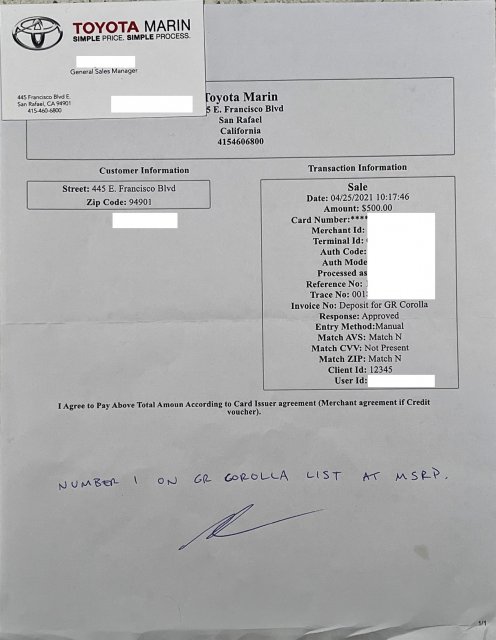 TOYOTA MARIN
SIMPLE PRICE. SIMPLE PROCESS.
General Sales Manager
445 Francisco Blvd E.
San Rafael, CA 94901
415-460-6800
Toyota Marin
5 E. Francisco Blvd
San Rafael
California
4154606800
Customer Information
Street: 445 E. Francisco Blvd
Zip Code: 94901
Transaction Information
Sale
Date: 04/25/2021 10:17:46
Amount: $500.00
Card Number:****
Merchant Id:
Terminal Id:
Auth Code:
Auth Mode
Processed as
Reference No:
Trace No: 001
Invoice No: Deposit for GR Corolla
Response: Approved
Entry Method:Manual
Match AVS: Match N
Match CVV: Not Present
Match ZIP: Match N
Client Id: 12345
User Id:
I Agree to Pay Above Total Amoun According to Card Issuer agreement (Merchant agreement if Credit
voucher).
NUMBER 1 ON GR COROLLA LIST AT MSRP.
1/1